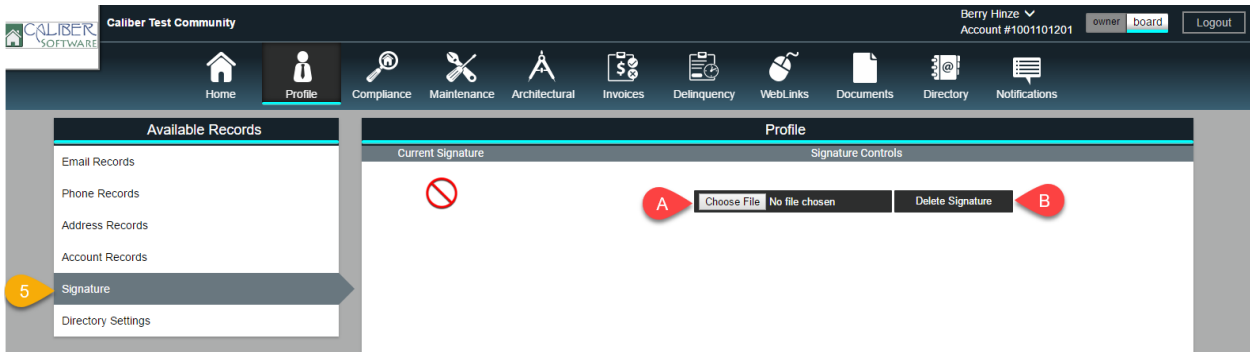 CALIBER
SOFTWARE
Caliber Test Community
Berry Hinze
Account #1001101201
owner board
Logout
Home Profile Compliance Maintenance Architectural Invoices Delinquency WebLinks Documents Directory Notifications
Available Records
Email Records
Phone Records
Address Records
Account Records
5 Signature
Directory Settings
Profile
Current Signature Signature Controls
A Choose File No file chosen Delete Signature B